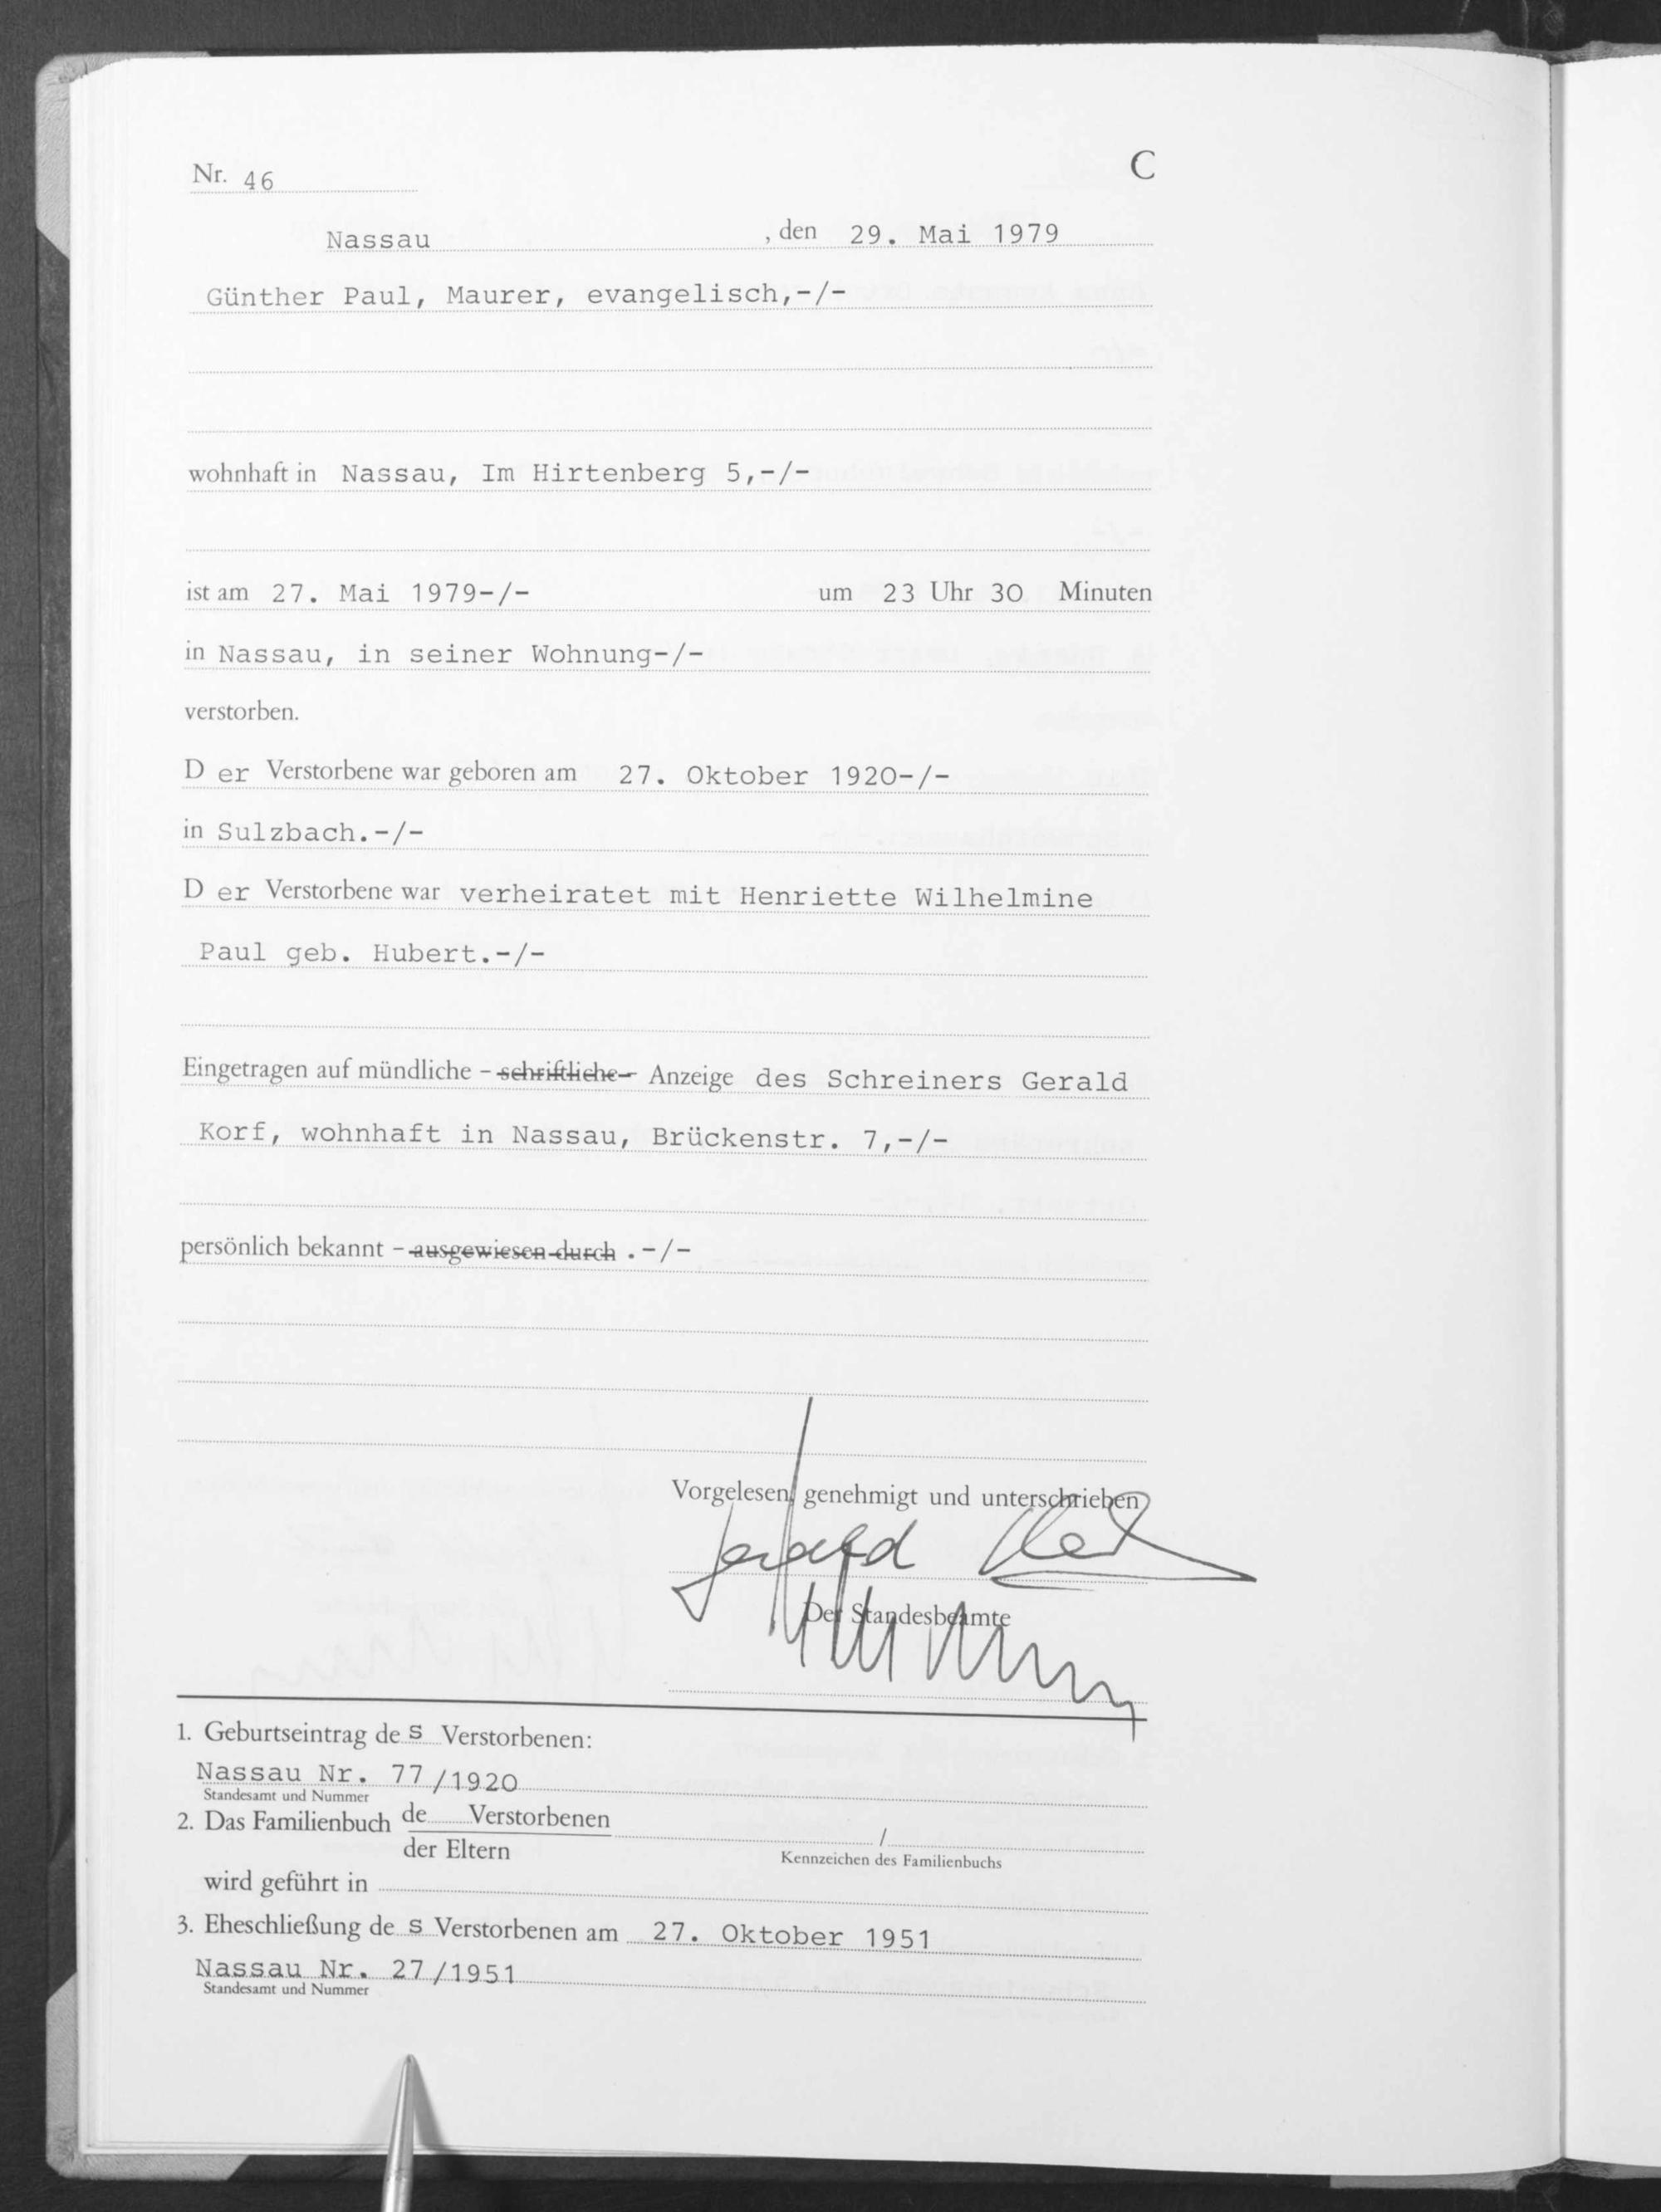 Nr. 46
C
Nassau, den 29. Mai 1979
Günther Paul, Maurer, evangelisch,-/-
wohnhaft in Nassau, Im Hirtenberg 5,-/-
ist am 27. Mai 1979-/- um 23 Uhr 30 Minuten
in Nassau, in seiner Wohnung-/-
verstorben.
D er Verstorbene war geboren am 27. Oktober 1920-/-
in Sulzbach.-/-
D er Verstorbene war verheiratet mit Henriette Wilhelmine
Paul geb. Hubert.-/-
Eingetragen auf mündliche - schriftliche - Anzeige des Schreiners Gerald
Korf, wohnhaft in Nassau, Brückenstr. 7,-/-
persönlich bekannt - ausgewiesen durch .-/-
Vorgelesen, genehmigt und unterschrieben
Gerald
Der Standesbeamte
1. Geburtseintrag de s Verstorbenen:
Nassau Nr. 77/1920
Standesamt und Nummer
2. Das Familienbuch de Verstorbenen
der Eltern
/
Kennzeichen des Familienbuchs
wird geführt in
3. Eheschließung de s Verstorbenen am 27. Oktober 1951
Nassau Nr. 27/1951
Standesamt und Nummer